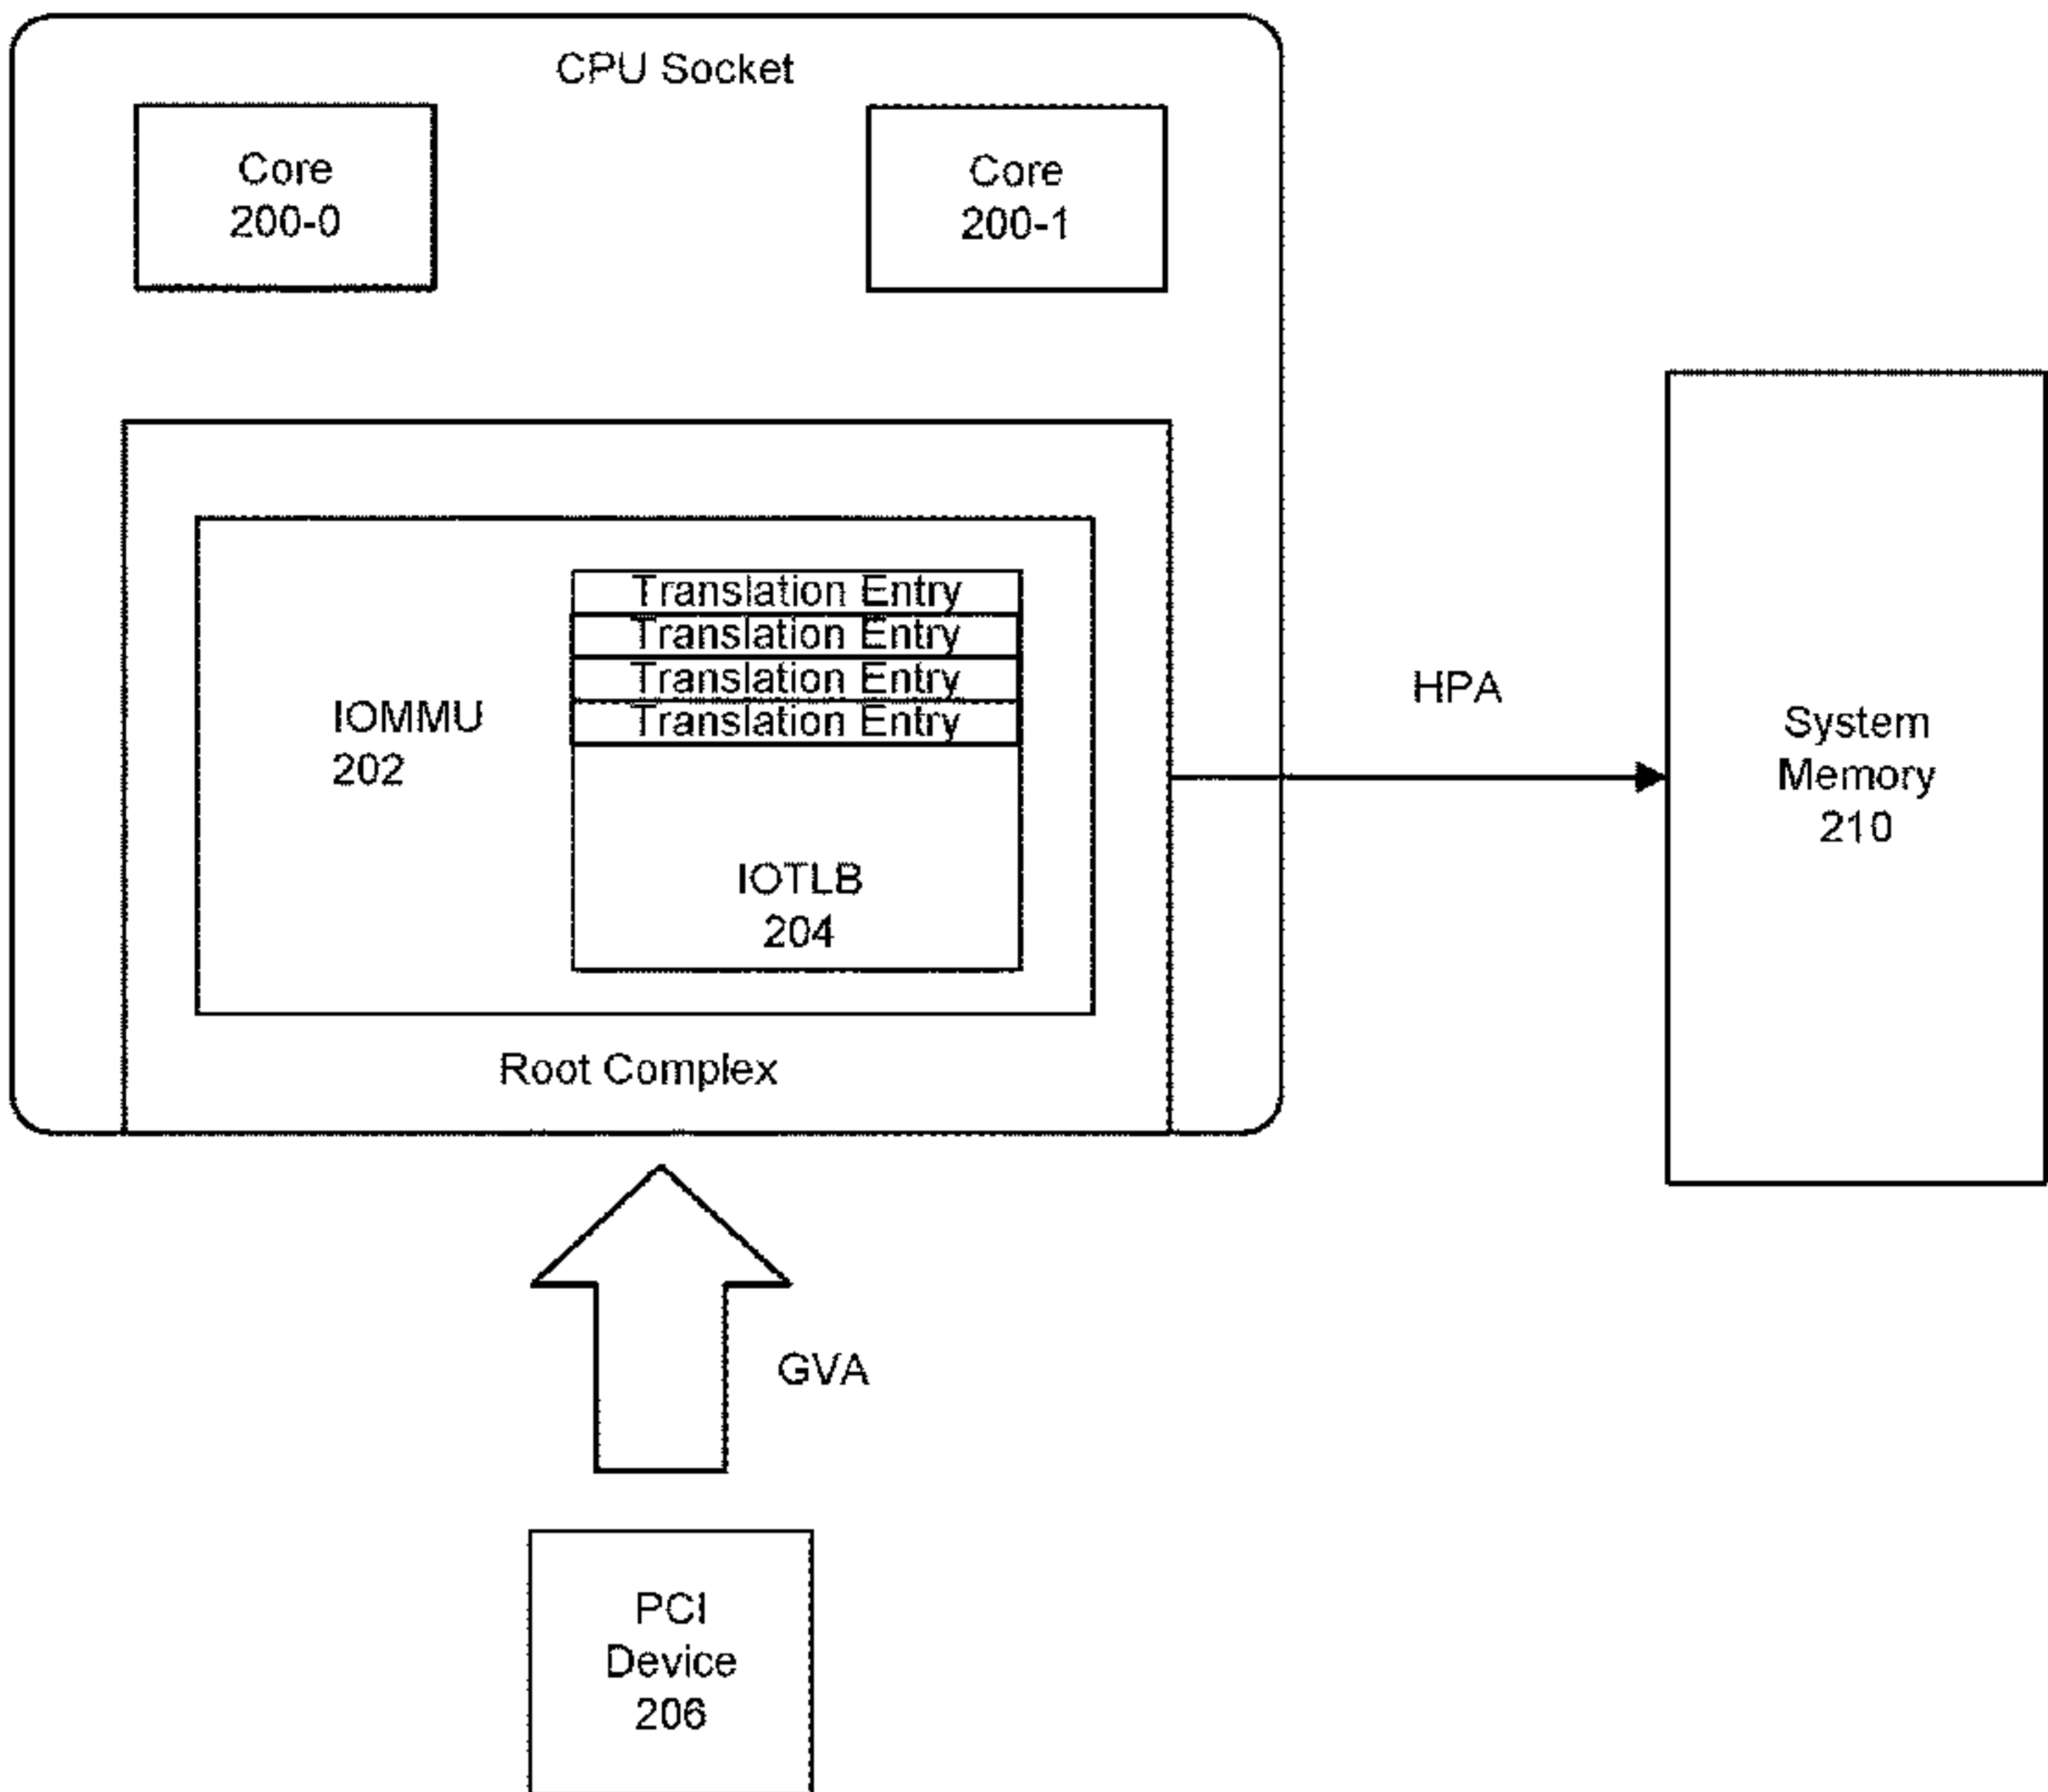 CPU Socket
Core
200-0
Core
200-1
Translation Entry
Translation Entry
Translation Entry
Translation Entry
IOMMU
202
IOTLB
204
Root Complex
HPA
System
Memory
210
GVA
PCI
Device
206